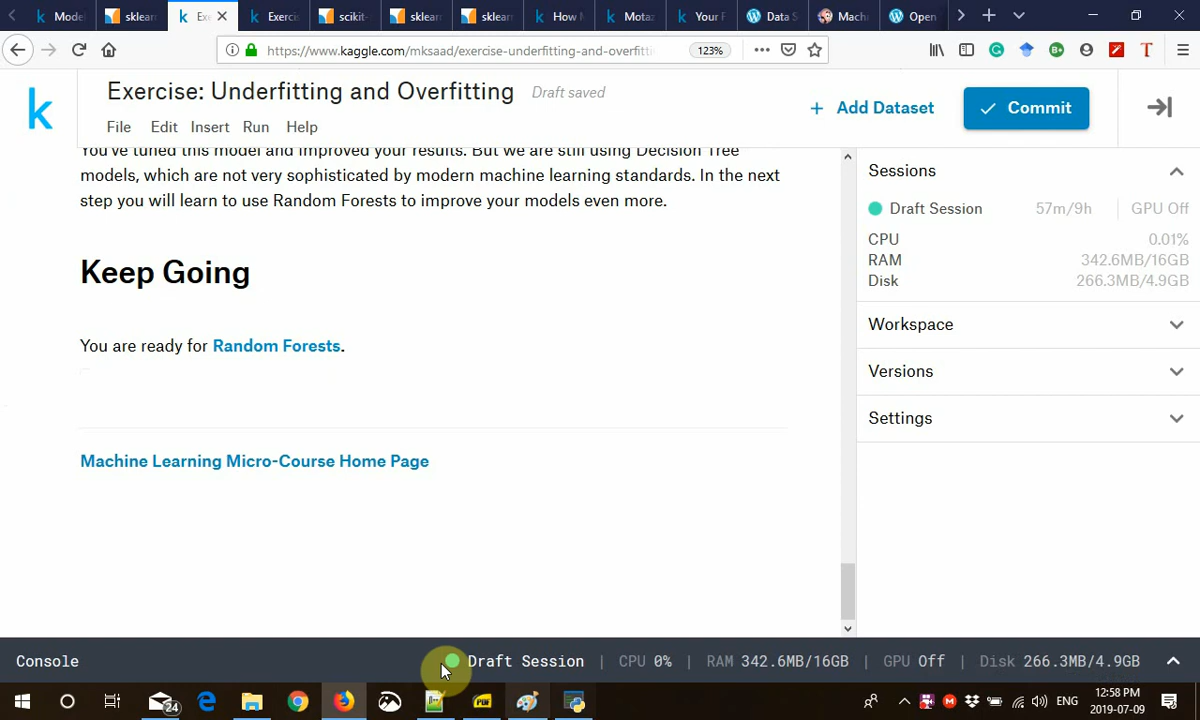 Mode
sklear
Exe
Exerci
scikit-
sklear
sklear
How M
Motaz
Your F
Data S
Machi
Open
https://www.kaggle.com/mksaad/exercise-underfitting-and-overfitti
123%
Exercise: Underfitting and Overfitting
Draft saved
File Edit Insert Run Help
+ Add Dataset
Commit
You've tuned this model and improved your results. But we are still using Decision Tree
models, which are not very sophisticated by modern machine learning standards. In the next
step you will learn to use Random Forests to improve your models even more.
Keep Going
You are ready for Random Forests.
Machine Learning Micro-Course Home Page
Sessions
Draft Session 57m/9h GPU Off
CPU 0.01%
RAM 342.6MB/16GB
Disk 266.3MB/4.9GB
Workspace
Versions
Settings
Console
Draft Session | CPU 0% | RAM 342.6MB/16GB | GPU Off | Disk 266.3MB/4.9GB
24
ENG
12:58 PM
2019-07-09